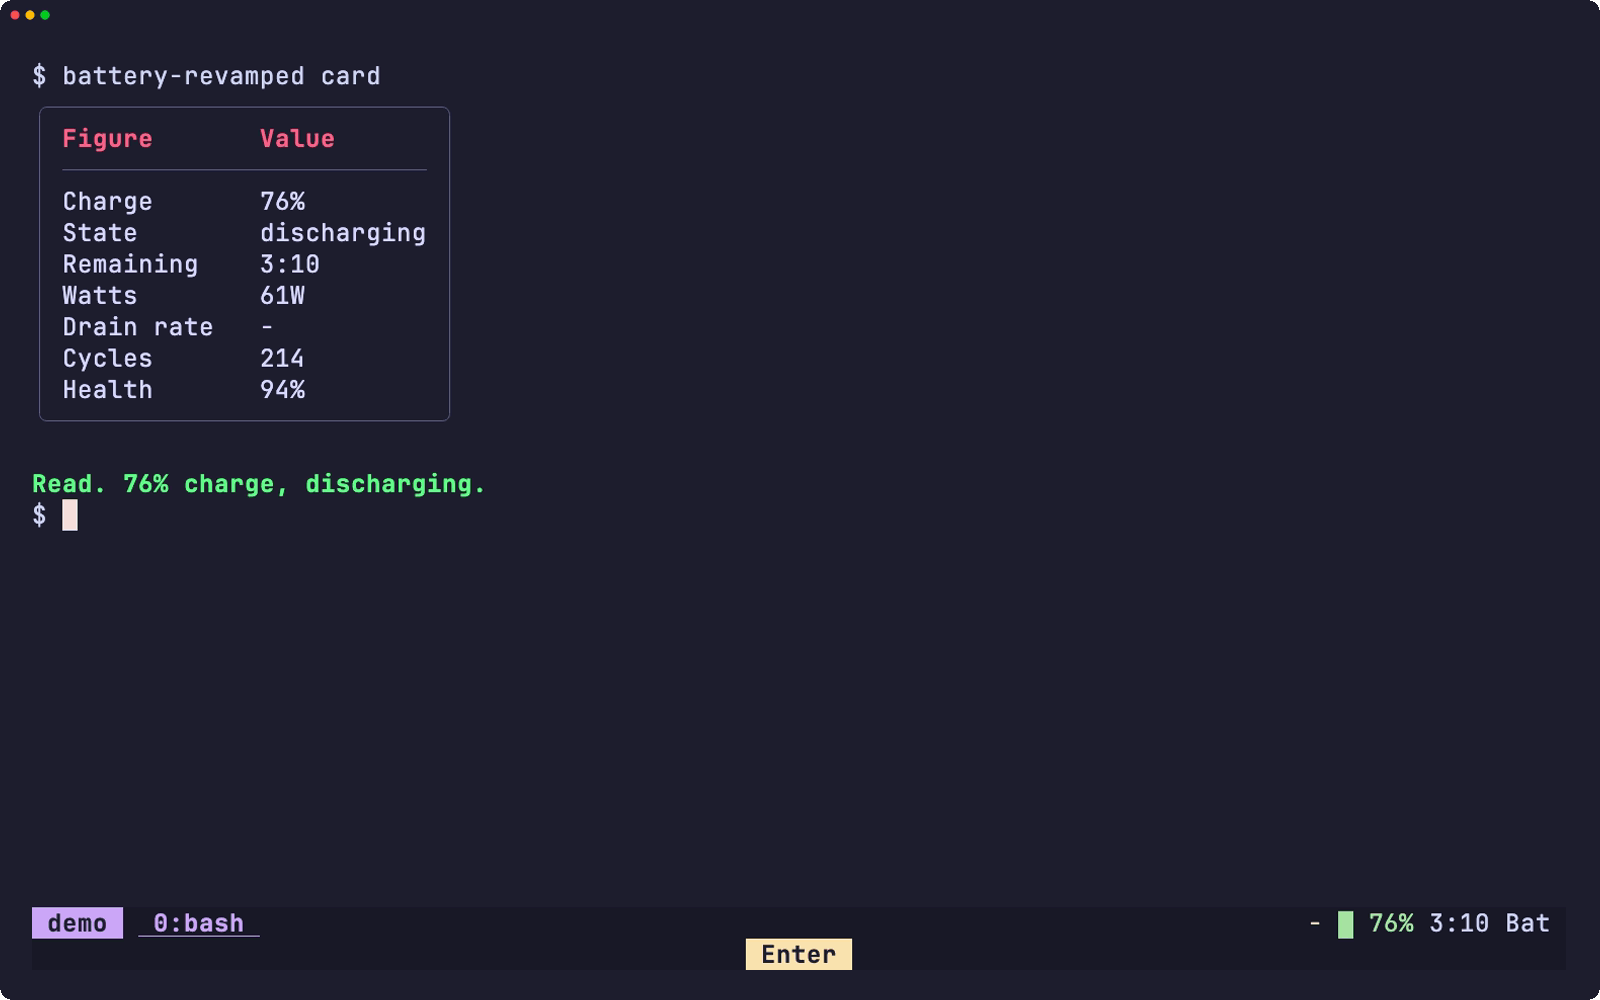 $ battery-revamped card
Figure Value
Charge 76%
State discharging
Remaining 3:10
Watts 61W
Drain rate -
Cycles 214
Health 94%
Read. 76% charge, discharging.
$
demo 0:bash - 76% 3:10 Bat
Enter